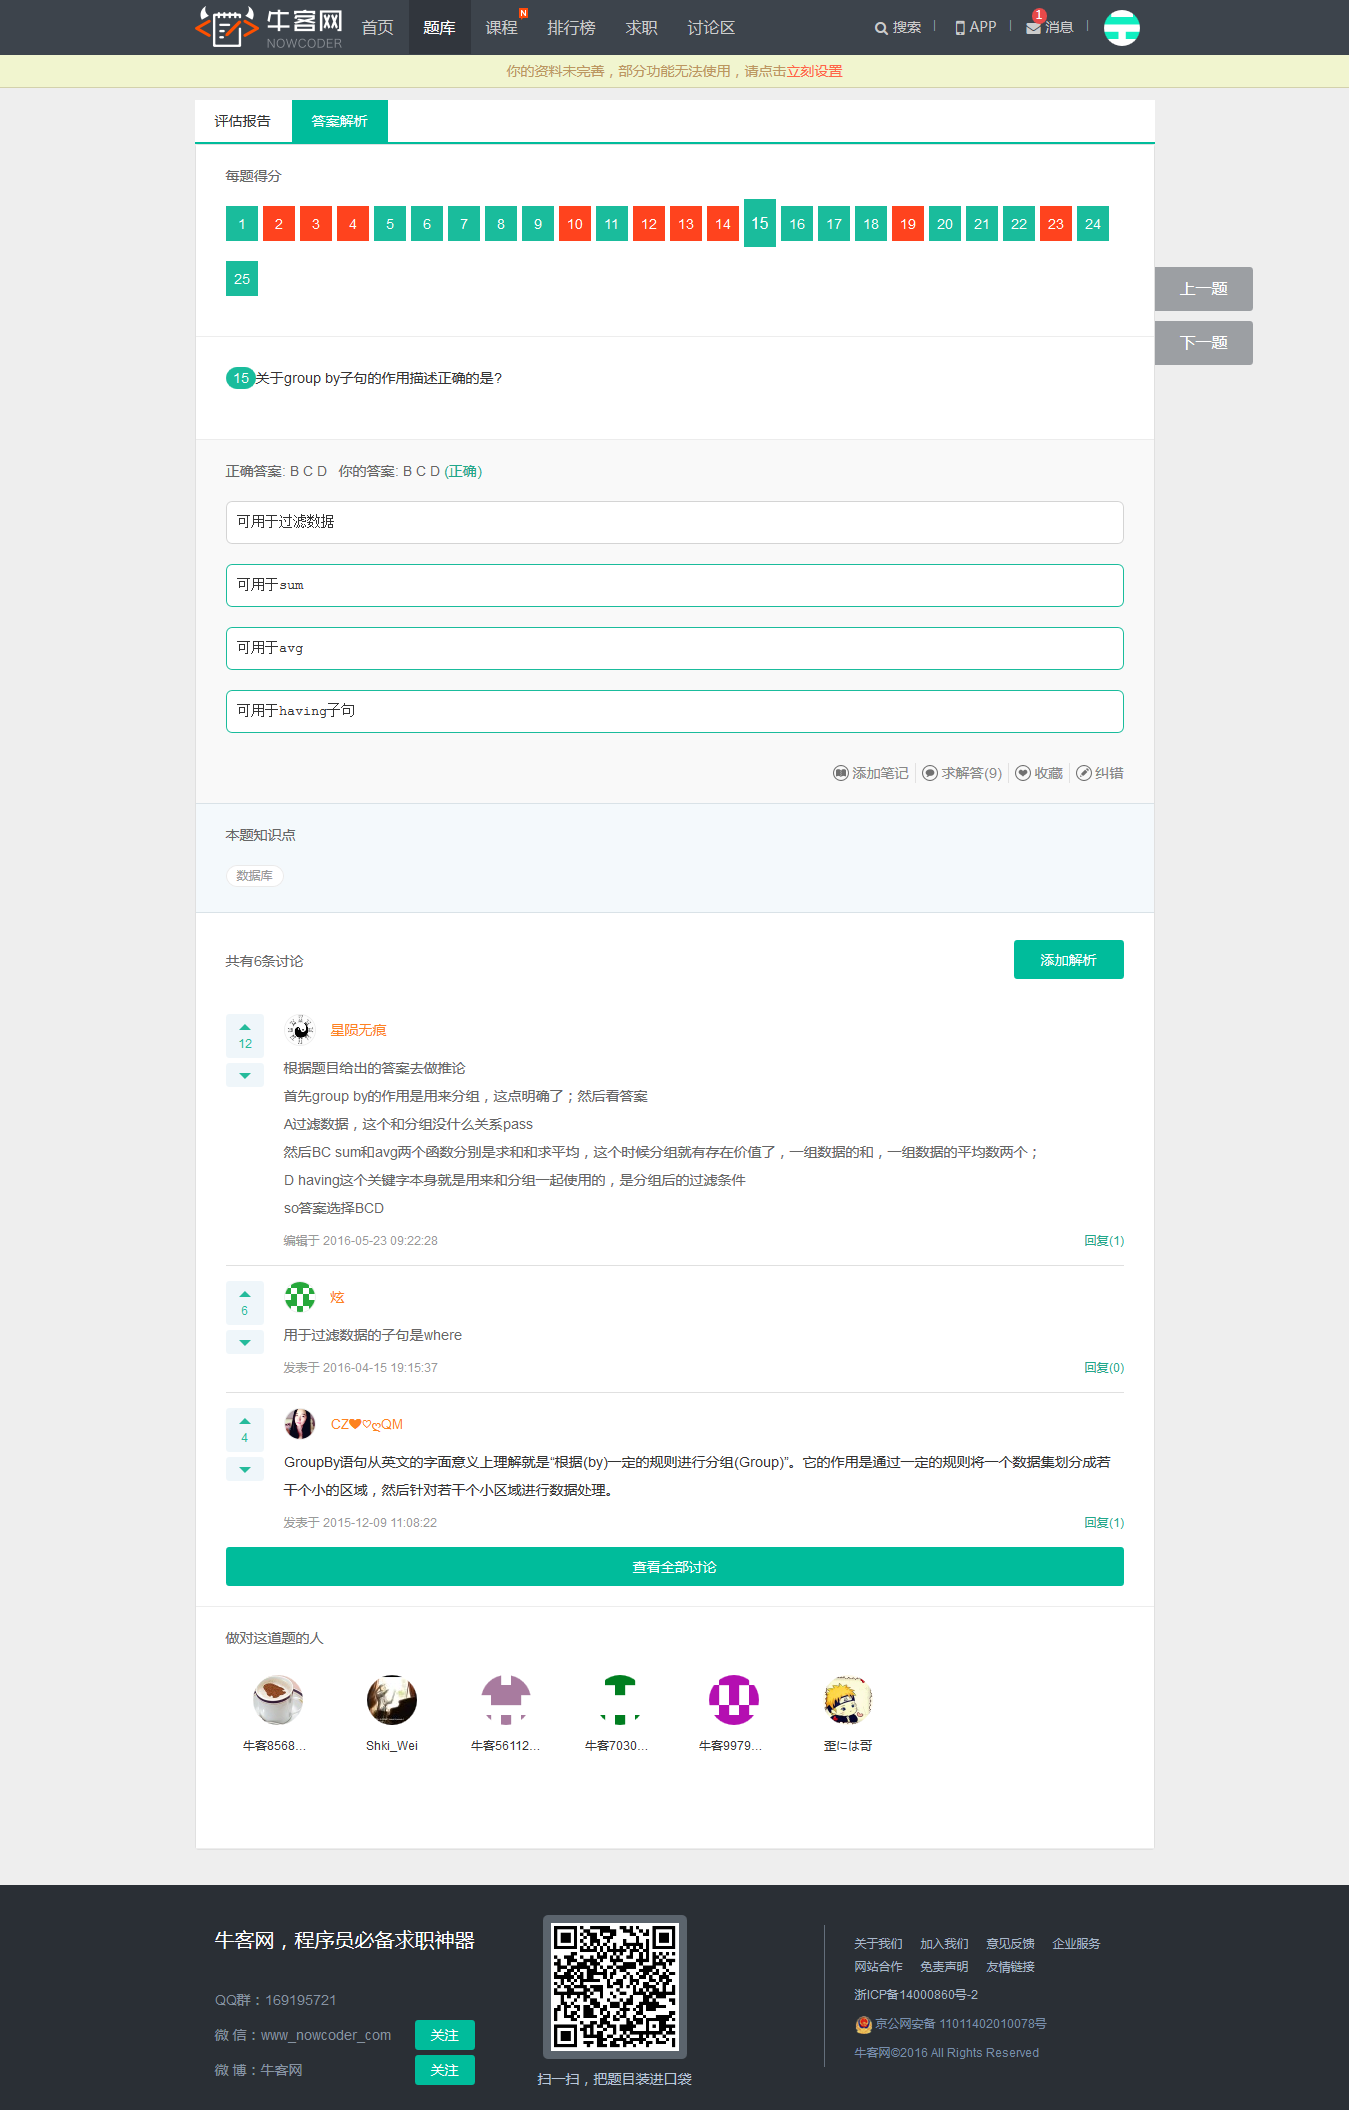 牛客网 NOWCODER 首页 题库 课程 N 排行榜 求职 讨论区 搜索 APP 1 消息
你的资料未完善，部分功能无法使用，请点击立刻设置
评估报告 答案解析
每题得分
1 2 3 4 5 6 7 8 9 10 11 12 13 14 15 16 17 18 19 20 21 22 23 24
25
上一题
下一题
15 关于group by子句的作用描述正确的是?
正确答案: B C D 你的答案: B C D (正确)
可用于过滤数据
可用于sum
可用于avg
可用于having子句
添加笔记 求解答(9) 收藏 纠错
本题知识点
数据库
共有6条讨论 添加解析
12 星陨无痕
根据题目给出的答案去做推论
首先group by的作用是用来分组，这点明确了；然后看答案
A过滤数据，这个和分组没什么关系pass
然后BC sum和avg两个函数分别是求和和求平均，这个时候分组就有存在价值了，一组数据的和，一组数据的平均数两个；
D having这个关键字本身就是用来和分组一起使用的，是分组后的过滤条件
so答案选择BCD
编辑于 2016-05-23 09:22:28 回复(1)
6 炫
用于过滤数据的子句是where
发表于 2016-04-15 19:15:37 回复(0)
4 CZ❤♡ღQM
GroupBy语句从英文的字面意义上理解就是“根据(by)一定的规则进行分组(Group)”。它的作用是通过一定的规则将一个数据集划分成若
干个小的区域，然后针对若干个小区域进行数据处理。
发表于 2015-12-09 11:08:22 回复(1)
查看全部讨论
做对这道题的人
牛客8568... Shki_Wei 牛客56112... 牛客7030... 牛客9979... 歪には哥
牛客网，程序员必备求职神器
QQ群：169195721
微 信：www_nowcoder_com 关注
微 博：牛客网 关注
扫一扫，把题目装进口袋
关于我们 加入我们 意见反馈 企业服务
网站合作 免责声明 友情链接
浙ICP备14000860号-2
京公网安备 11011402010078号
牛客网©2016 All Rights Reserved